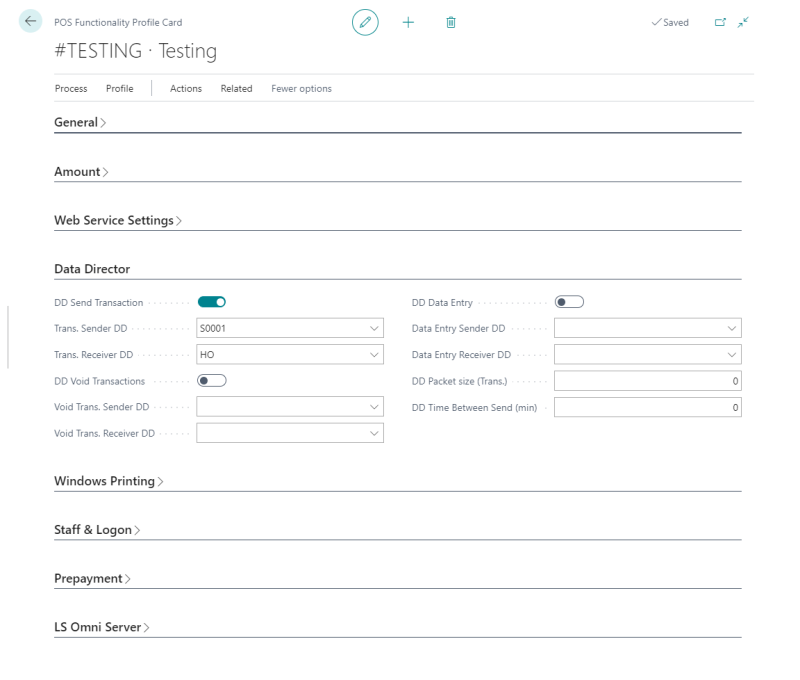 POS Functionality Profile Card
Saved
#TESTING · Testing
Process Profile Actions Related Fewer options
General
Amount
Web Service Settings
Data Director
DD Send Transaction DD Data Entry
Trans. Sender DD S0001 Data Entry Sender DD
Trans. Receiver DD HO Data Entry Receiver DD
DD Void Transactions DD Packet size (Trans.) 0
Void Trans. Sender DD DD Time Between Send (min) 0
Void Trans. Receiver DD
Windows Printing
Staff & Logon
Prepayment
LS Omni Server